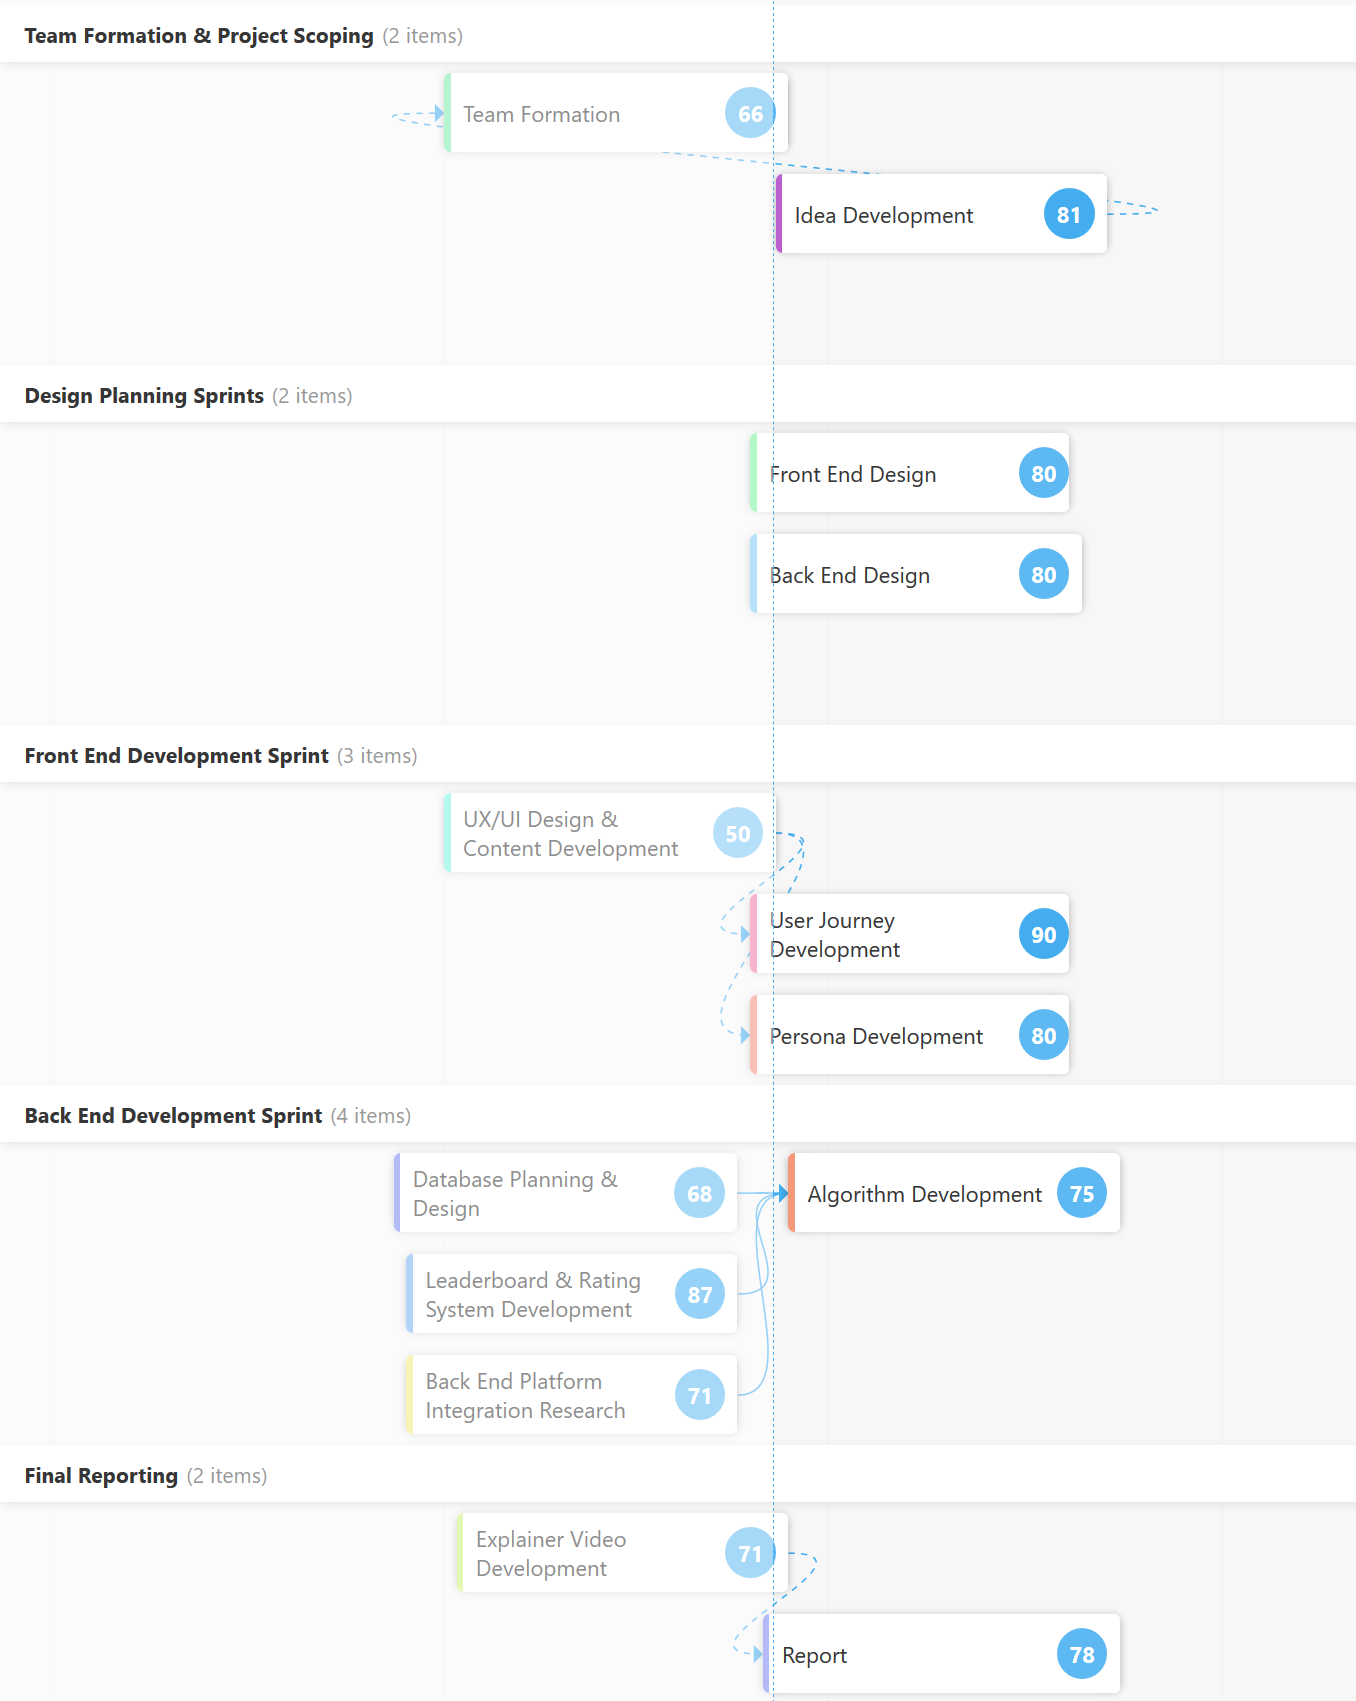 Team Formation & Project Scoping (2 items)
Team Formation 66
Idea Development 81
Design Planning Sprints (2 items)
Front End Design 80
Back End Design 80
Front End Development Sprint (3 items)
UX/UI Design &
Content Development
50
User Journey
Development
90
Persona Development 80
Back End Development Sprint (4 items)
Database Planning &
Design
68
Algorithm Development 75
Leaderboard & Rating
System Development
87
Back End Platform
Integration Research
71
Final Reporting (2 items)
Explainer Video
Development
71
Report 78